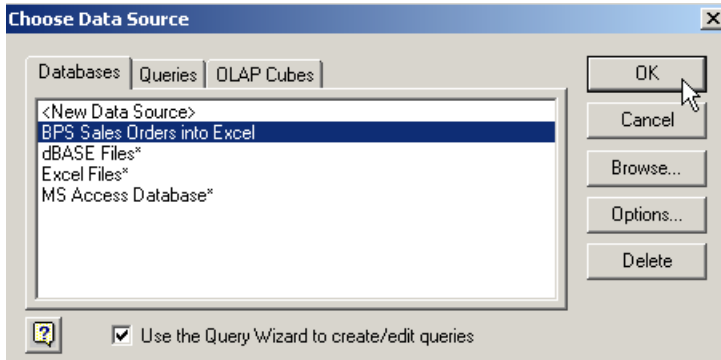 Choose Data Source
Databases Queries OLAP Cubes
<New Data Source>
BPS Sales Orders into Excel
dBASE Files*
Excel Files*
MS Access Database*
OK
Cancel
Browse...
Options...
Delete
Use the Query Wizard to create/edit queries